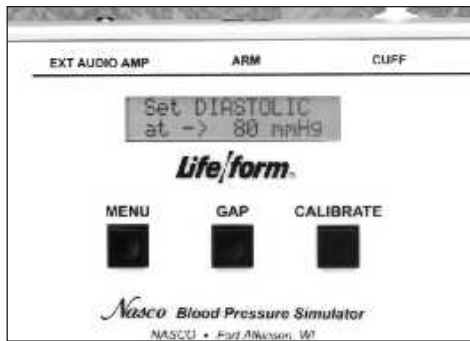 EXT AUDIO AMP ARM CUFF
Set DIASTOLIC
at -> 80 mmHg
Life/form®
MENU GAP CALIBRATE
Nasco Blood Pressure Simulator
NASCO • Fort Atkinson, WI